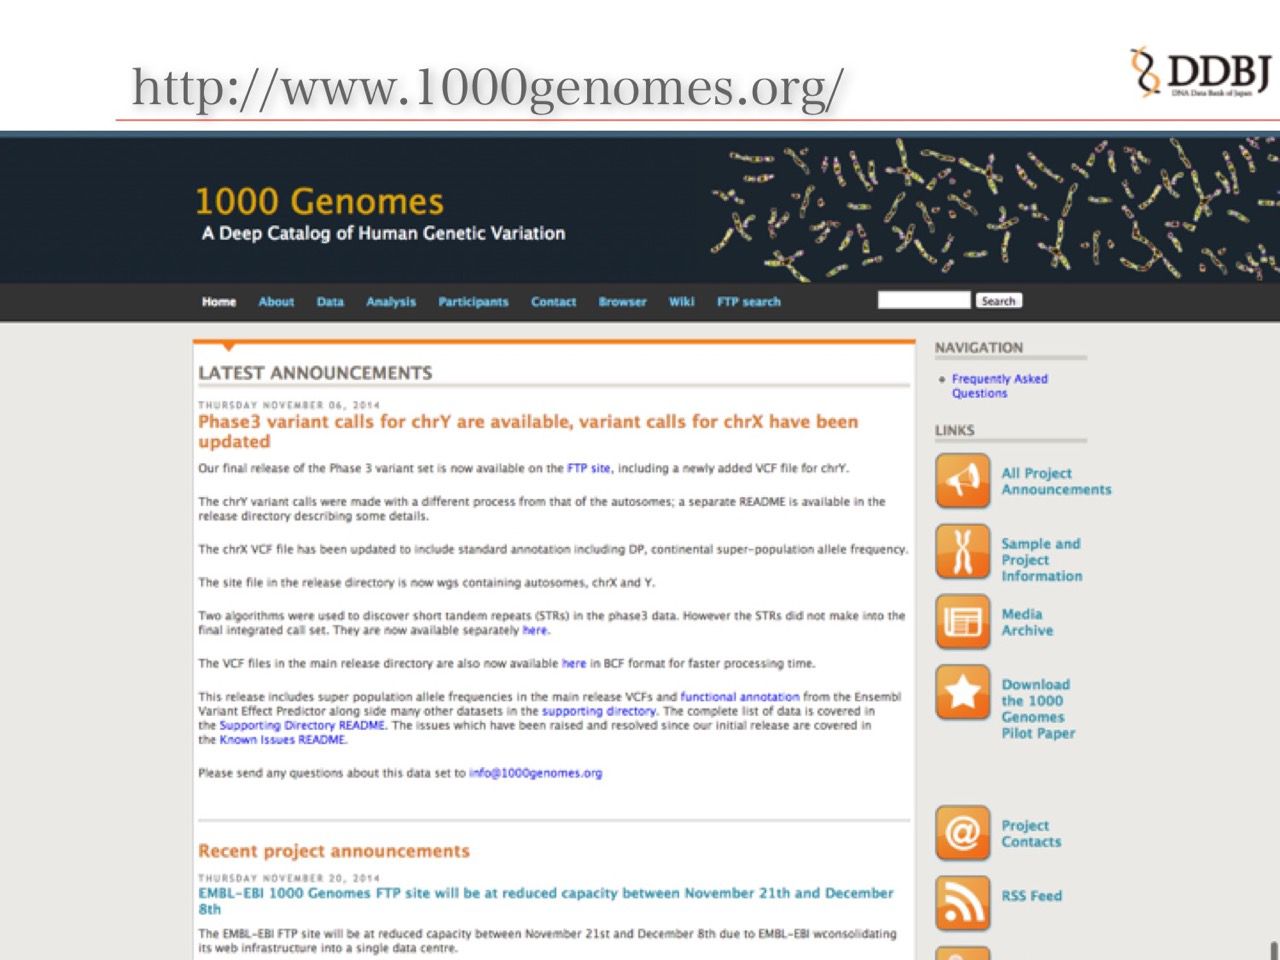 http://www.1000genomes.org/
DDBJ
DNA Data Bank of Japan
1000 Genomes
A Deep Catalog of Human Genetic Variation
Home About Data Analysis Participants Contact Browser Wiki FTP search Search
LATEST ANNOUNCEMENTS
THURSDAY NOVEMBER 06, 2014
Phase3 variant calls for chrY are available, variant calls for chrX have been
updated
Our final release of the Phase 3 variant set is now available on the FTP site, including a newly added VCF file for chrY.
The chrY variant calls were made with a different process from that of the autosomes; a separate README is available in the
release directory describing some details.
The chrX VCF file has been updated to include standard annotation including DP, continental super-population allele frequency.
The site file in the release directory is now wgs containing autosomes, chrX and Y.
Two algorithms were used to discover short tandem repeats (STRs) in the phase3 data. However the STRs did not make into the
final integrated call set. They are now available separately here.
The VCF files in the main release directory are also now available here in BCF format for faster processing time.
This release includes super population allele frequencies in the main release VCFs and functional annotation from the Ensembl
Variant Effect Predictor along side many other datasets in the supporting directory. The complete list of data is covered in
the Supporting Directory README. The issues which have been raised and resolved since our initial release are covered in
the Known Issues README.
Please send any questions about this data set to info@1000genomes.org
Recent project announcements
THURSDAY NOVEMBER 20, 2014
EMBL-EBI 1000 Genomes FTP site will be at reduced capacity between November 21th and December
8th
The EMBL-EBI FTP site will be at reduced capacity between November 21st and December 8th due to EMBL-EBI wconsolidating
its web infrastructure into a single data centre.
NAVIGATION
Frequently Asked
Questions
LINKS
All Project
Announcements
Sample and
Project
Information
Media
Archive
Download
the 1000
Genomes
Pilot Paper
Project
Contacts
RSS Feed